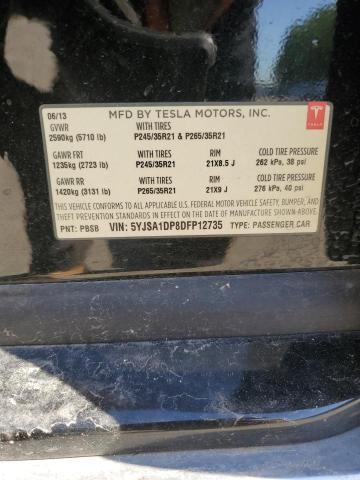 06/13 MFD BY TESLA MOTORS, INC.
GVWR WITH TIRES
2590kg (5710 lb) P245/35R21 & P265/35R21
GAWR FRT WITH TIRES RIM COLD TIRE PRESSURE
1235kg (2723 lb) P245/35R21 21X8.5 J 262 kPa, 38 psi
GAWR RR WITH TIRES RIM COLD TIRE PRESSURE
1420kg (3131 lb) P265/35R21 21X9 J 276 kPa, 40 psi
THIS VEHICLE CONFORMS TO ALL APPLICABLE U.S. FEDERAL MOTOR VEHICLE SAFETY, BUMPER, AND
THEFT PREVENTION STANDARDS IN EFFECT ON THE DATE OF MANUFACTURE SHOWN ABOVE.
PNT: PBSB VIN: 5YJSA1DP8DFP12735 TYPE: PASSENGER CAR
TESLA